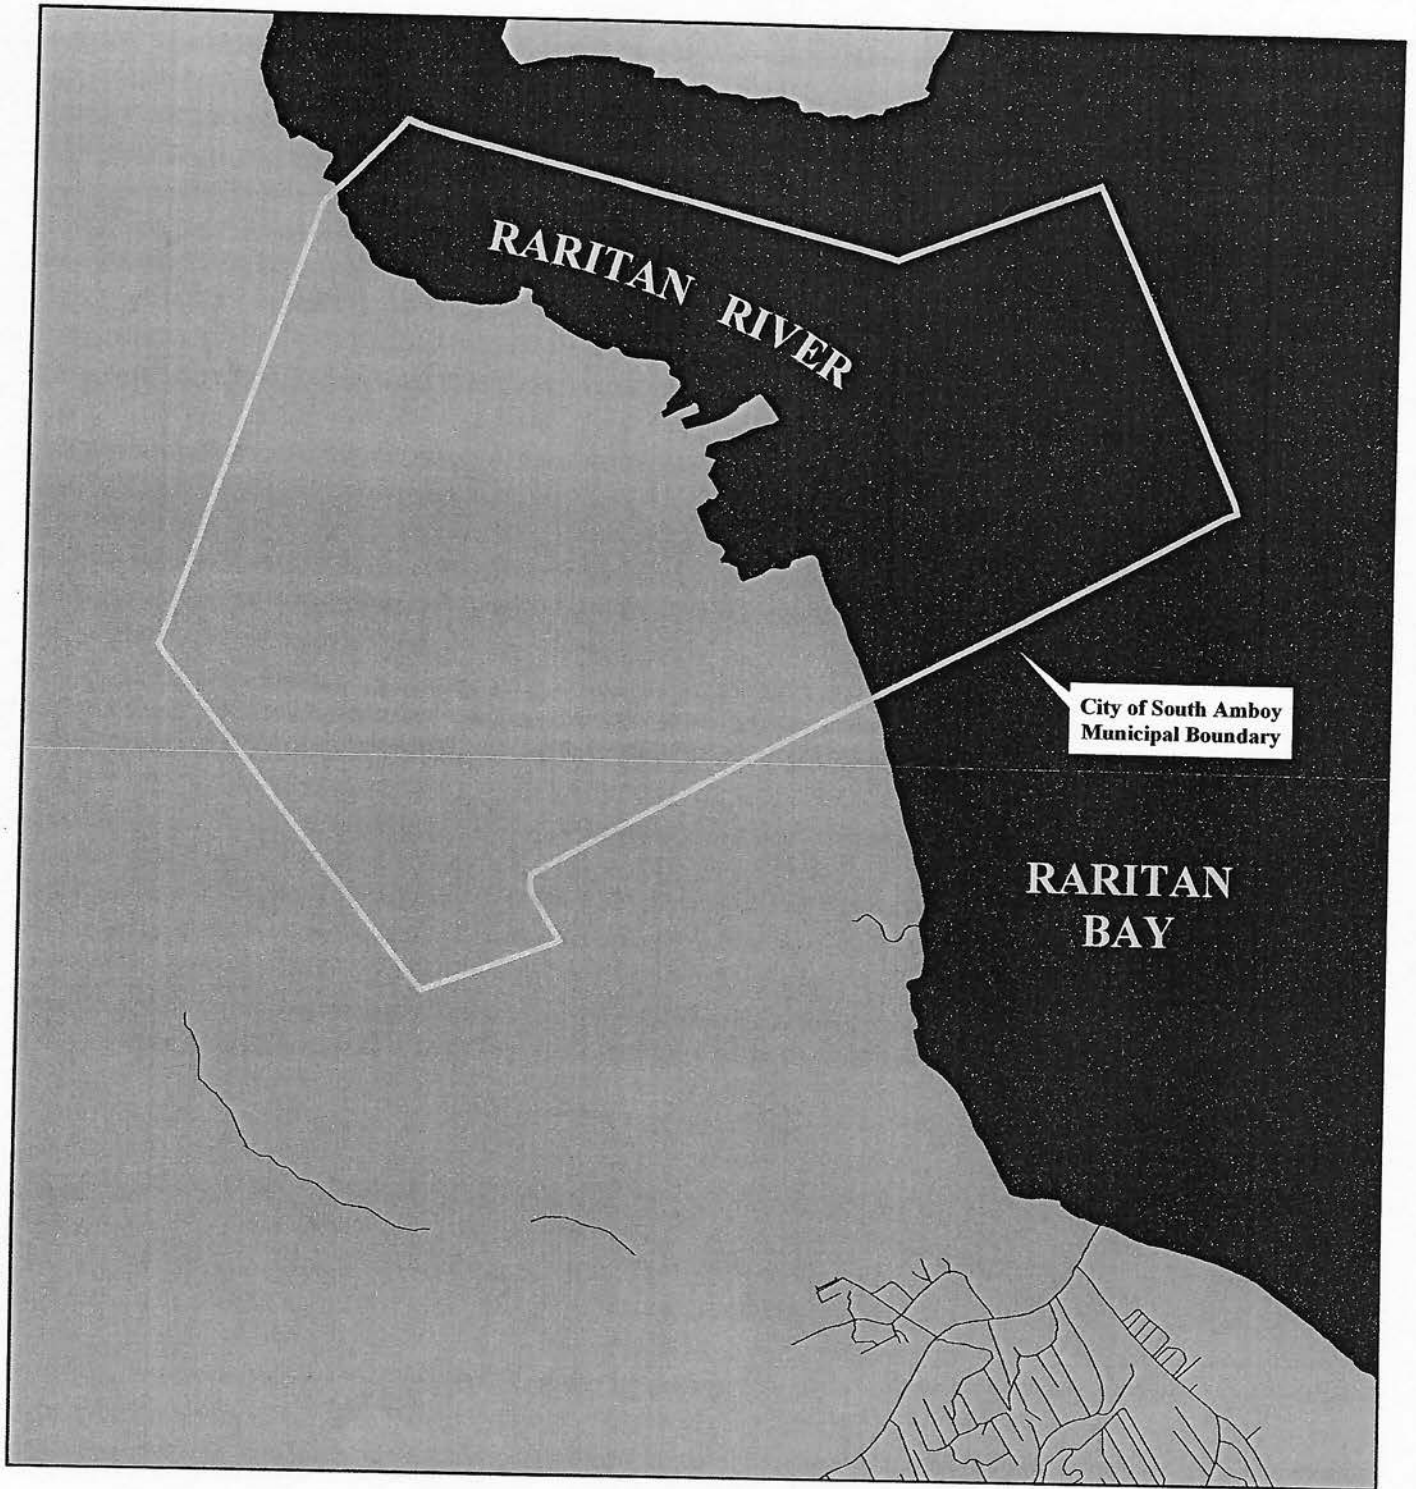 RARITAN RIVER
City of South Amboy
Municipal Boundary
RARITAN
BAY